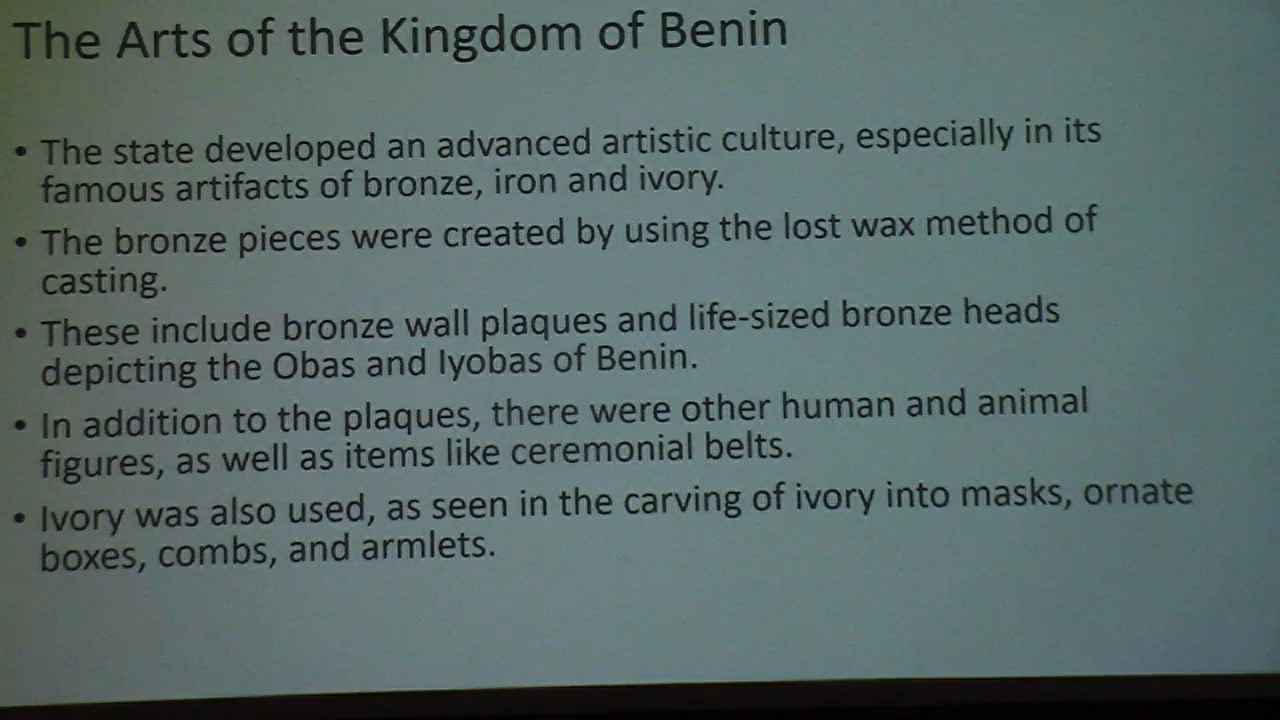 The Arts of the Kingdom of Benin
• The state developed an advanced artistic culture, especially in its
famous artifacts of bronze, iron and ivory.
• The bronze pieces were created by using the lost wax method of
casting.
• These include bronze wall plaques and life-sized bronze heads
depicting the Obas and Iyobas of Benin.
• In addition to the plaques, there were other human and animal
figures, as well as items like ceremonial belts.
• Ivory was also used, as seen in the carving of ivory into masks, ornate
boxes, combs, and armlets.